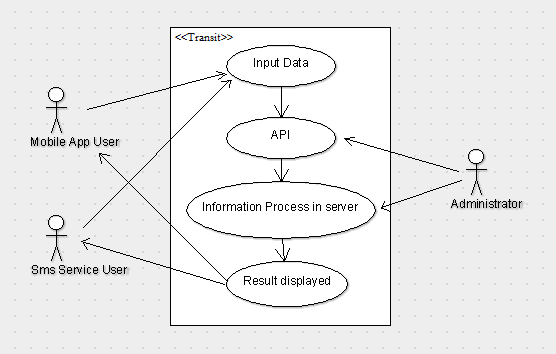 <<Transit>>
Input Data
Mobile App User
API
Administrator
Information Process in server
Sms Service User
Result displayed